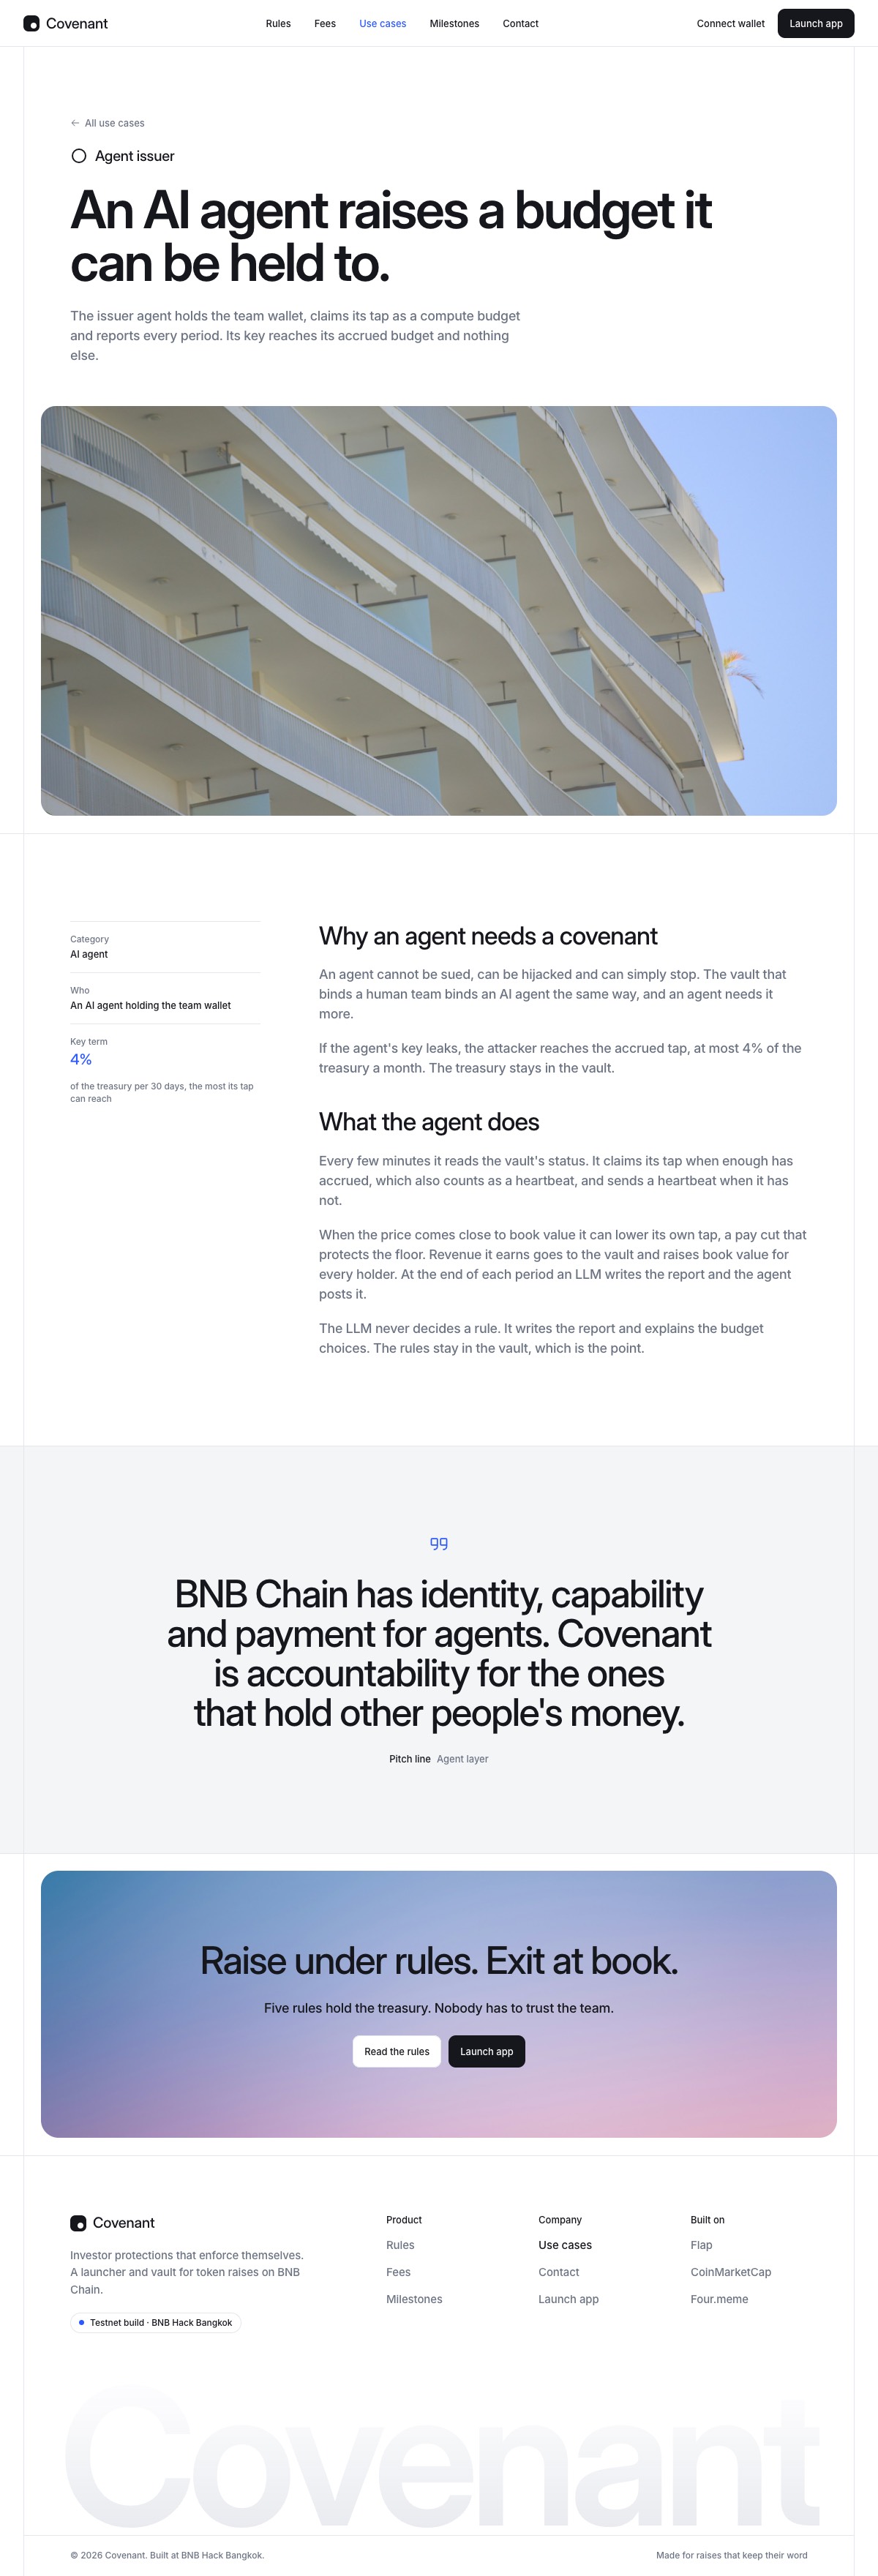 Covenant
Rules
Fees
Use cases
Milestones
Contact
Connect wallet
Launch app
← All use cases
Agent issuer
An AI agent raises a budget it
can be held to.
The issuer agent holds the team wallet, claims its tap as a compute budget
and reports every period. Its key reaches its accrued budget and nothing
else.
Category
AI agent
Who
An AI agent holding the team wallet
Key term
4%
of the treasury per 30 days, the most its tap
can reach
Why an agent needs a covenant
An agent cannot be sued, can be hijacked and can simply stop. The vault that
binds a human team binds an AI agent the same way, and an agent needs it
more.
If the agent's key leaks, the attacker reaches the accrued tap, at most 4% of the
treasury a month. The treasury stays in the vault.
What the agent does
Every few minutes it reads the vault's status. It claims its tap when enough has
accrued, which also counts as a heartbeat, and sends a heartbeat when it has
not.
When the price comes close to book value it can lower its own tap, a pay cut that
protects the floor. Revenue it earns goes to the vault and raises book value for
every holder. At the end of each period an LLM writes the report and the agent
posts it.
The LLM never decides a rule. It writes the report and explains the budget
choices. The rules stay in the vault, which is the point.
BNB Chain has identity, capability
and payment for agents. Covenant
is accountability for the ones
that hold other people's money.
Pitch line Agent layer
Raise under rules. Exit at book.
Five rules hold the treasury. Nobody has to trust the team.
Read the rules
Launch app
Covenant
Investor protections that enforce themselves.
A launcher and vault for token raises on BNB
Chain.
Testnet build · BNB Hack Bangkok
Product
Rules
Fees
Milestones
Company
Use cases
Contact
Launch app
Built on
Flap
CoinMarketCap
Four.meme
Covenant
© 2026 Covenant. Built at BNB Hack Bangkok.
Made for raises that keep their word